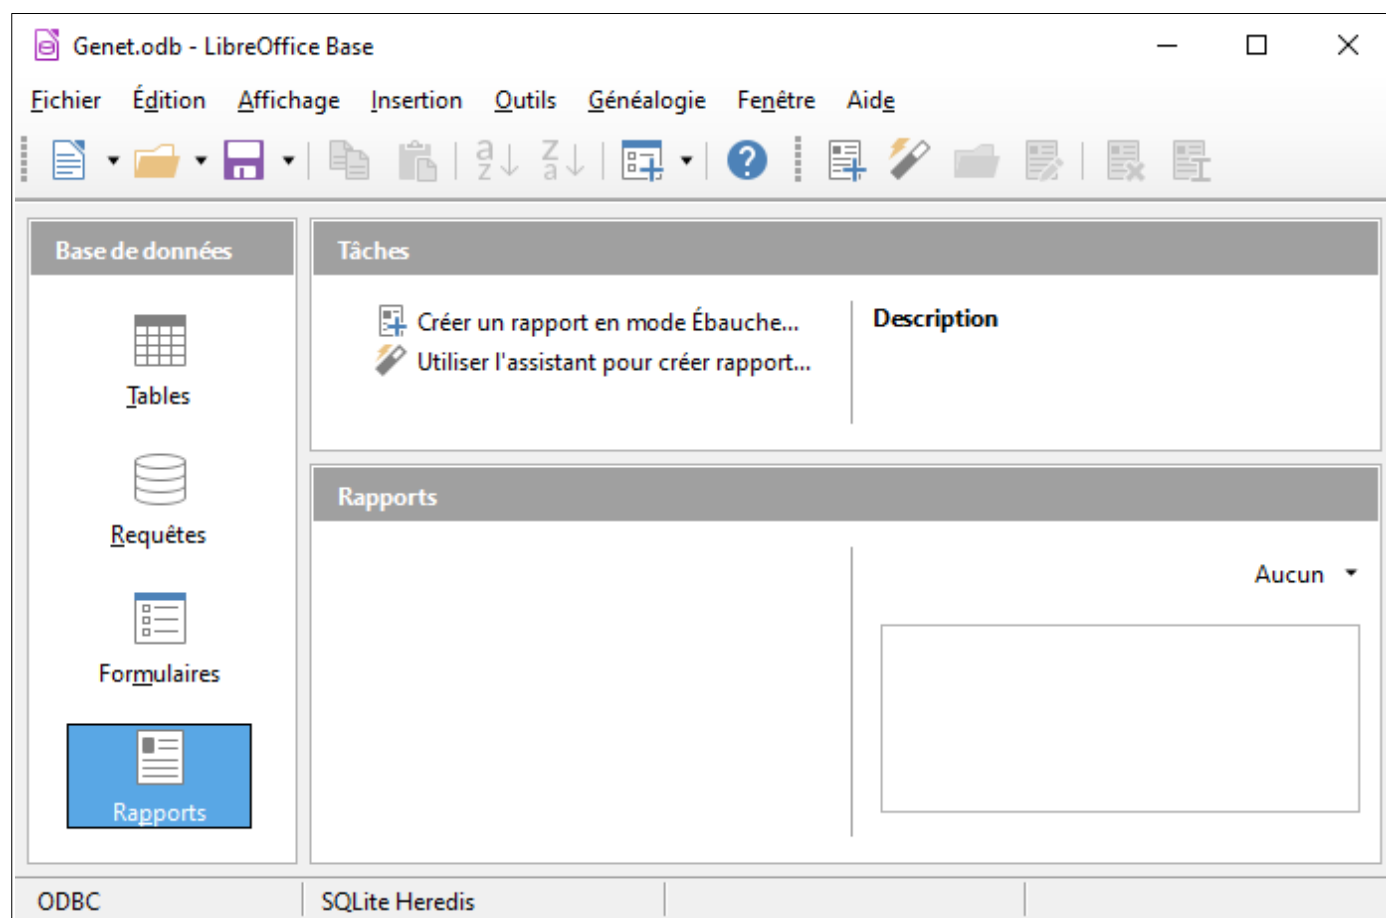 Genet.odb - LibreOffice Base
Fichier Édition Affichage Insertion Outils Généalogie Fenêtre Aide
Base de données
Tables
Requêtes
Formulaires
Rapports
Tâches
Créer un rapport en mode Ébauche...
Utiliser l'assistant pour créer rapport...
Description
Rapports
Aucun
ODBC
SQLite Heredis